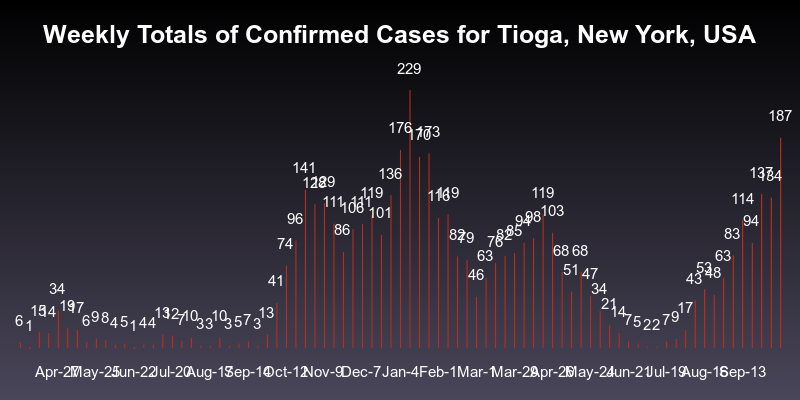 Weekly Totals of Confirmed Cases for Tioga, New York, USA
229
187
176 170 173
141 128 129 136 137 134
111 106 111 119 101 116 119 119 103 114
96 86 82 79 76 82 85 94 98 83 94
74 63 68 68 63
41 46 51 47 43 53 48
34 34
6 1 15 14 19 17 6 9 8 4 5 1 4 4 13 12 7 10 3 3 10 3 5 7 3 13 21 14 7 5 2 2 7 9 17
Apr-27 May-25 Jun-22 Jul-20 Aug-17 Sep-14 Oct-12 Nov-9 Dec-7 Jan-4 Feb-1 Mar-1 Mar-29 Apr-26 May-24 Jun-21 Jul-19 Aug-16 Sep-13